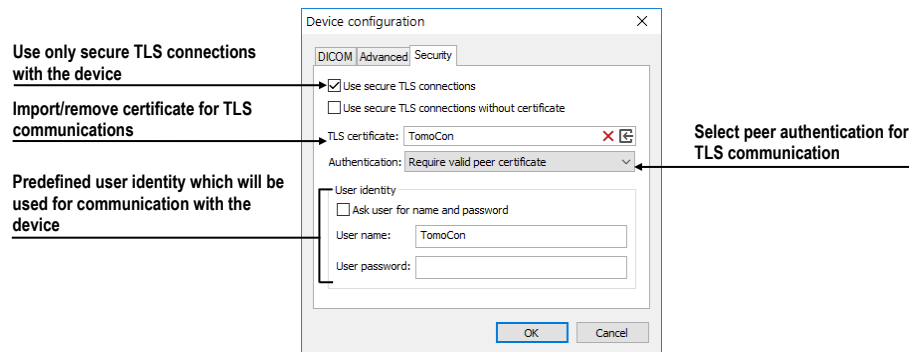 Device configuration
DICOM Advanced Security
Use only secure TLS connections
with the device
Use secure TLS connections
Use secure TLS connections without certificate
Import/remove certificate for TLS
communications
TLS certificate: TomoCon
Select peer authentication for
TLS communication
Authentication: Require valid peer certificate
Predefined user identity which will be
used for communication with the
device
User identity
Ask user for name and password
User name: TomoCon
User password:
OK Cancel